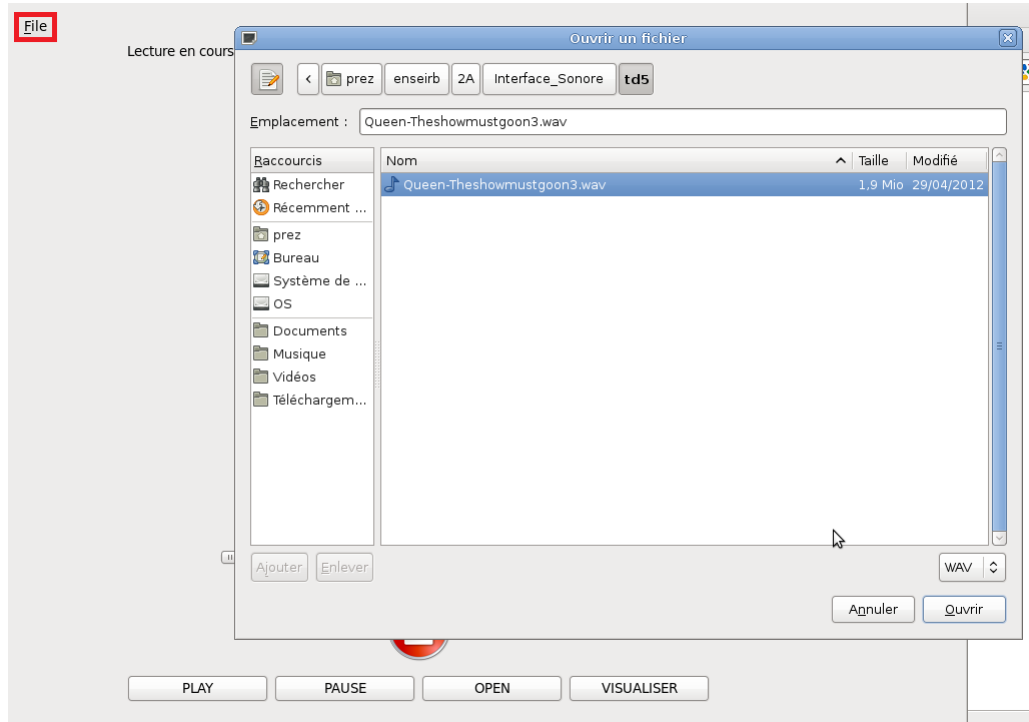 File
Lecture en cours
Ouvrir un fichier
prez enseirb 2A Interface_Sonore td5
Emplacement : Queen-Theshowmustgoon3.wav
Raccourcis Nom Taille Modifié
Rechercher Queen-Theshowmustgoon3.wav 1,9 Mio 29/04/2012
Récemment ...
prez
Bureau
Système de ...
OS
Documents
Musique
Vidéos
Téléchargem...
Ajouter Enlever WAV
Annuler Ouvrir
PLAY PAUSE OPEN VISUALISER